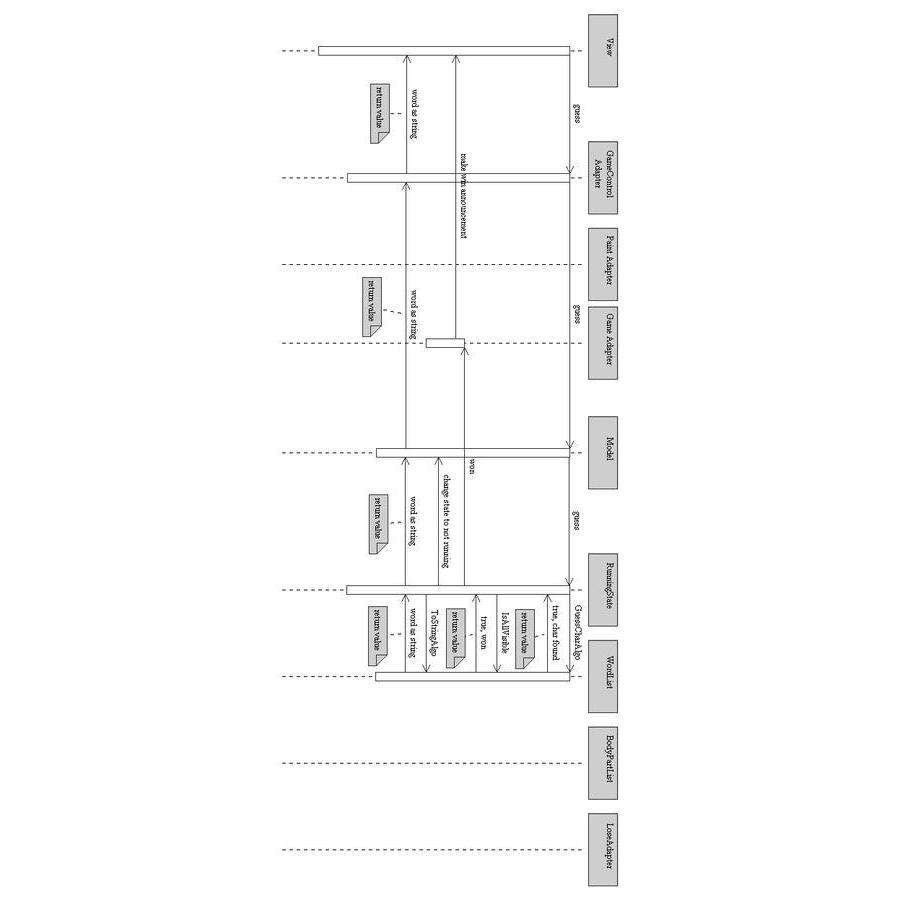 View
GameControl
Adapter
Paint Adapter
Game Adapter
Model
RunningState
WordList
BodyPartList
LoseAdapter
guess
guess
guess
GuessCharAlgo
true, char found
return value
IsAllVisible
true, won
return value
won
make win announcement
change state to not running
ToStringAlgo
word as string
return value
word as string
return value
word as string
return value
word as string
return value